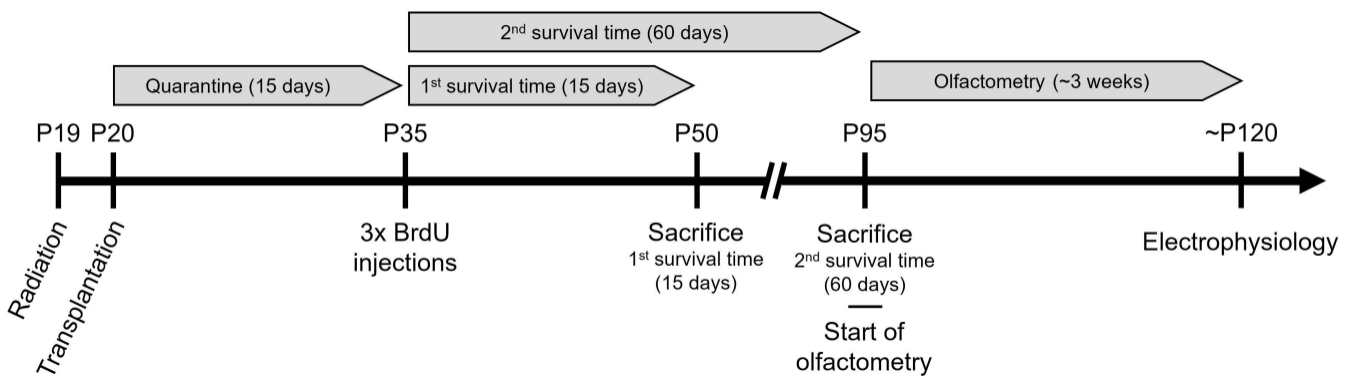 2nd survival time (60 days)
Quarantine (15 days)
1st survival time (15 days)
Olfactometry (~3 weeks)
P19
P20
P35
P50
P95
~P120
Radiation
Transplantation
3x BrdU
injections
Sacrifice
1st survival time
(15 days)
Sacrifice
2nd survival time
(60 days)
Start of
olfactometry
Electrophysiology